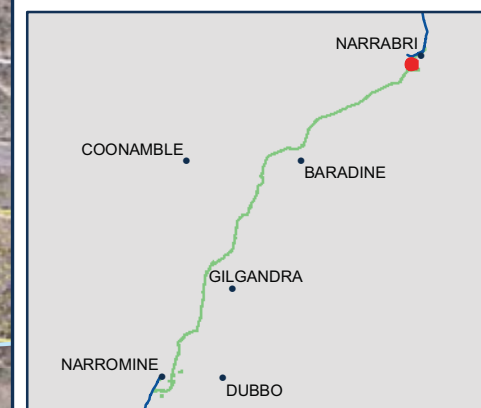 NARRABRI
COONAMBLE
BARADINE
GILGANDRA
NARROMINE
DUBBO